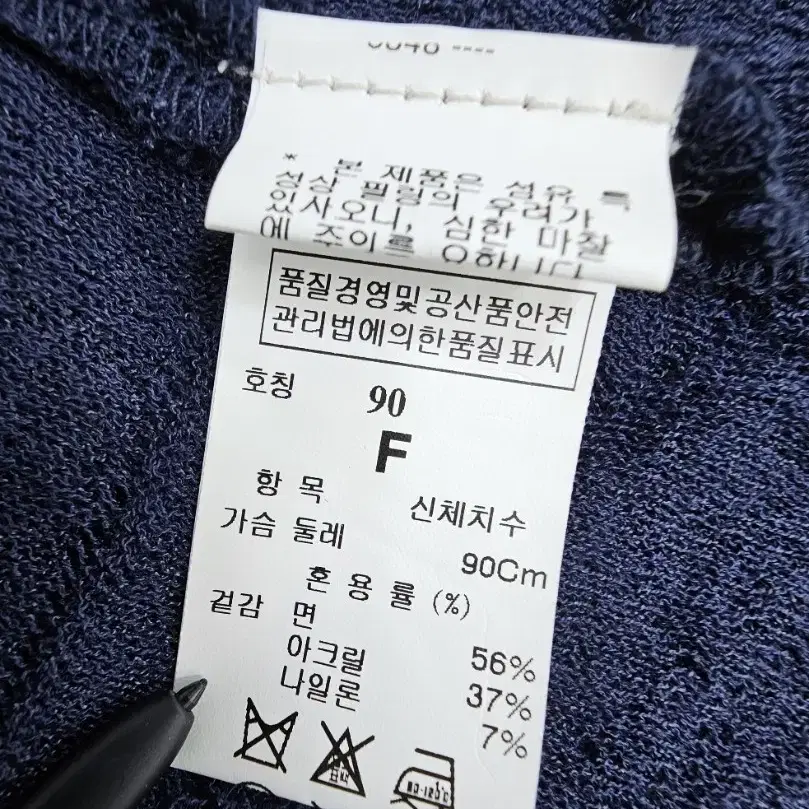 * 본 제품은 섬유 특
성상 필링의 우려가
있사오니, 심한 마찰
에 주의를 요합니다
품질경영및공산품안전
관리법에의한품질표시
호칭 90
F
항 목 신체치수
가슴 둘레 90Cm
혼 용 률 (%)
겉감 면 56%
아크릴 37%
나일론 7%
표백